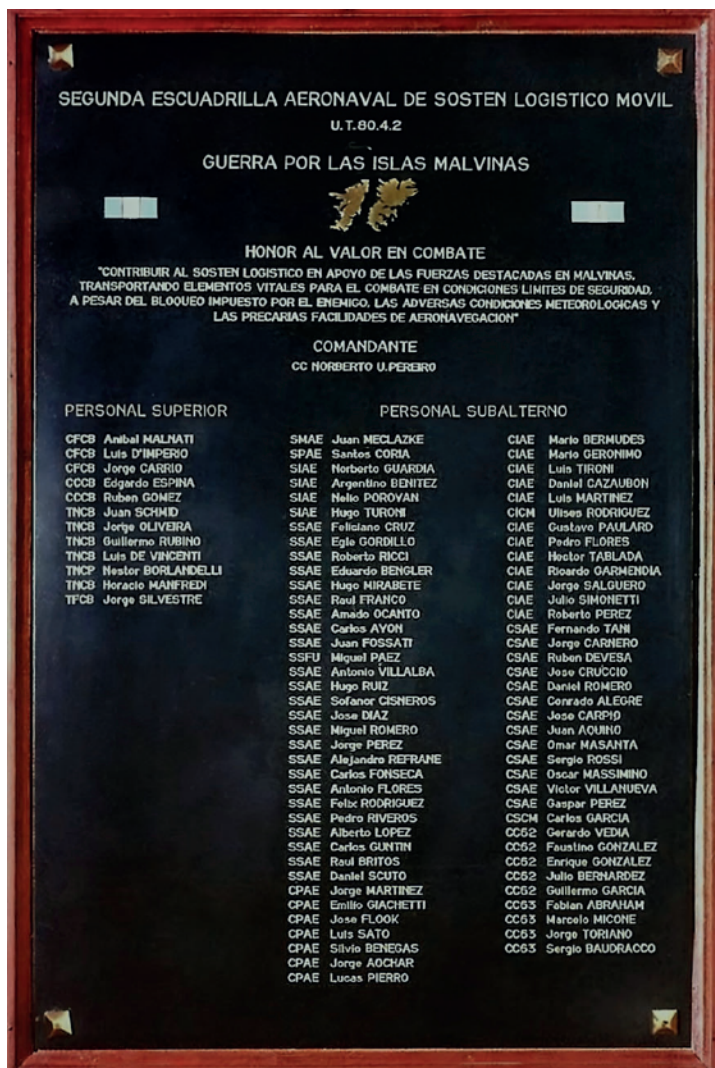 SEGUNDA ESCUADRILLA AERONAVAL DE SOSTEN LOGISTICO MOVIL
U.T.80.4.2
GUERRA POR LAS ISLAS MALVINAS
HONOR AL VALOR EN COMBATE
"CONTRIBUIR AL SOSTEN LOGISTICO EN APOYO DE LAS FUERZAS DESTACADAS EN MALVINAS,
TRANSPORTANDO ELEMENTOS VITALES PARA EL COMBATE EN CONDICIONES LIMITES DE SEGURIDAD,
A PESAR DEL BLOQUEO IMPUESTO POR EL ENEMIGO, LAS ADVERSAS CONDICIONES METEOROLOGICAS Y
LAS PRECARIAS FACILIDADES DE AERONAVEGACION"
COMANDANTE
CC NORBERTO U.PEREIRO
PERSONAL SUPERIOR
CFCB Anibal MALNATI
CFCB Luis D'IMPERIO
CFCB Jorge CARRIO
CCCB Edgardo ESPINA
CCCB Ruben GOMEZ
TNCB Juan SCHMID
TNCB Jorge OLIVEIRA
TNCB Guillermo RUBINO
TNCB Luis DE VINCENTI
TNCP Nestor BORLANDELLI
TNCB Horacio MANFREDI
TFCB Jorge SILVESTRE
PERSONAL SUBALTERNO
SMAE Juan MECLAZKE
SPAE Santos CORIA
SIAE Norberto GUARDIA
SIAE Argentino BENITEZ
SIAE Nelio POROVAN
SIAE Hugo TURONI
SSAE Feliciano CRUZ
SSAE Egle GORDILLO
SSAE Roberto RICCI
SSAE Eduardo BENGLER
SSAE Hugo MIRABETE
SSAE Raul FRANCO
SSAE Amado OCANTO
SSAE Carlos AYON
SSAE Juan FOSSATI
SSFU Miguel PAEZ
SSAE Antonio VILLALBA
SSAE Hugo RUIZ
SSAE Sofanor CISNEROS
SSAE Jose DIAZ
SSAE Miguel ROMERO
SSAE Jorge PEREZ
SSAE Alejandro REFRANE
SSAE Carlos FONSECA
SSAE Antonio FLORES
SSAE Felix RODRIGUEZ
SSAE Pedro RIVEROS
SSAE Alberto LOPEZ
SSAE Carlos GUNTIN
SSAE Raul BRITOS
SSAE Daniel SCUTO
CPAE Jorge MARTINEZ
CPAE Emilio GIACHETTI
CPAE Jose FLOOK
CPAE Luis SATO
CPAE Silvio BENEGAS
CPAE Jorge AOCHAR
CPAE Lucas PIERRO
CIAE Mario BERMUDES
CIAE Mario GERONIMO
CIAE Luis TIRONI
CIAE Daniel CAZAUBON
CIAE Luis MARTINEZ
CICM Ulises RODRIGUEZ
CIAE Gustavo PAULARD
CIAE Pedro FLORES
CIAE Hector TABLADA
CIAE Ricardo GARMENDIA
CIAE Jorge SALGUERO
CIAE Julio SIMONETTI
CIAE Roberto PEREZ
CSAE Fernando TANI
CSAE Jorge CARNERO
CSAE Ruben DEVESA
CSAE Jose CRUCCIO
CSAE Daniel ROMERO
CSAE Conrado ALEGRE
CSAE Jose CARPIO
CSAE Juan AQUINO
CSAE Omar MASANTA
CSAE Sergio ROSSI
CSAE Oscar MASSIMINO
CSAE Victor VILLANUEVA
CSAE Gaspar PEREZ
CSCM Carlos GARCIA
CC62 Gerardo VEDIA
CC62 Faustino GONZALEZ
CC62 Enrique GONZALEZ
CC62 Julio BERNARDEZ
CC62 Guillermo GARCIA
CC63 Fabian ABRAHAM
CC63 Marcelo MICONE
CC63 Jorge TORIANO
CC63 Sergio BAUDRACCO